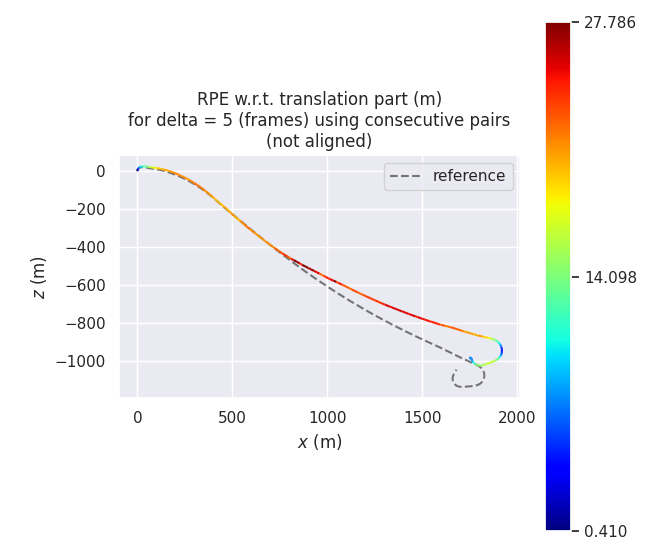 RPE w.r.t. translation part (m)
for delta = 5 (frames) using consecutive pairs
(not aligned)
reference
0
−200
−400
−600
−800
−1000
z (m)
0
500
1000
1500
2000
x (m)
27.786
14.098
0.410